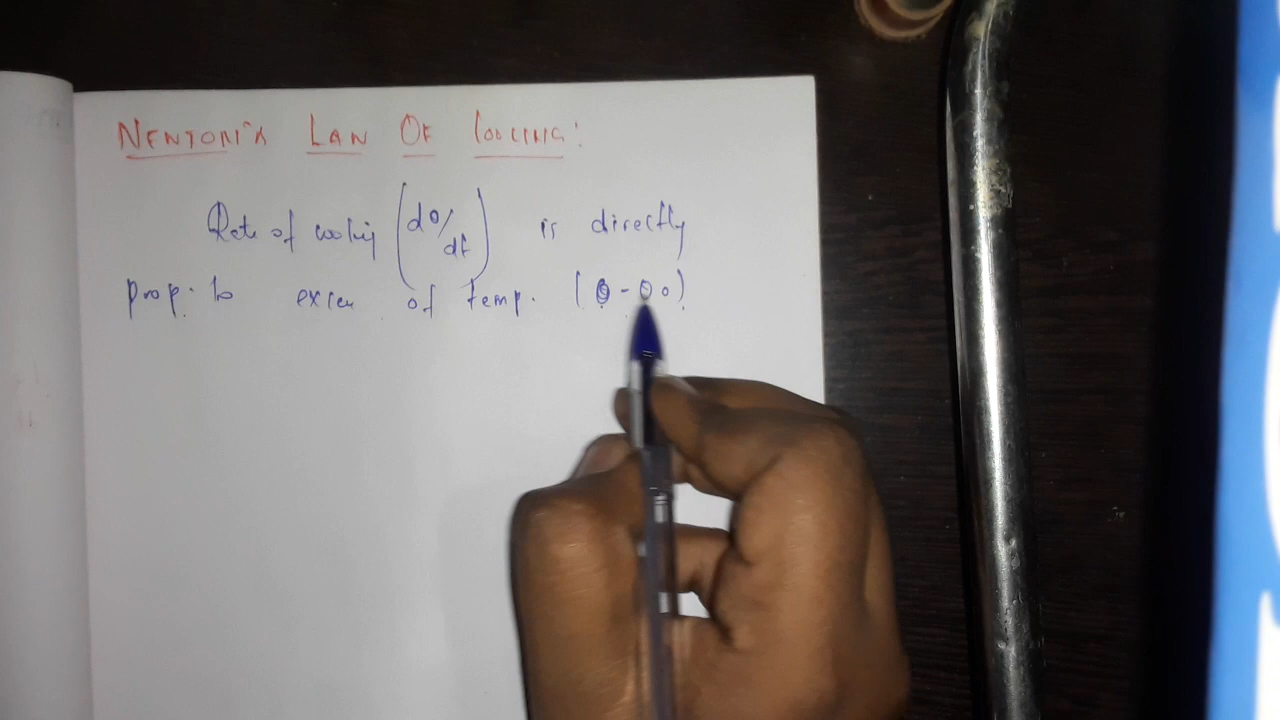 NEWTON'S LAW OF COOLING:
Rate of cooling (dθ/dt) is directly
prop. to excess of temp. (θ-θ₀)